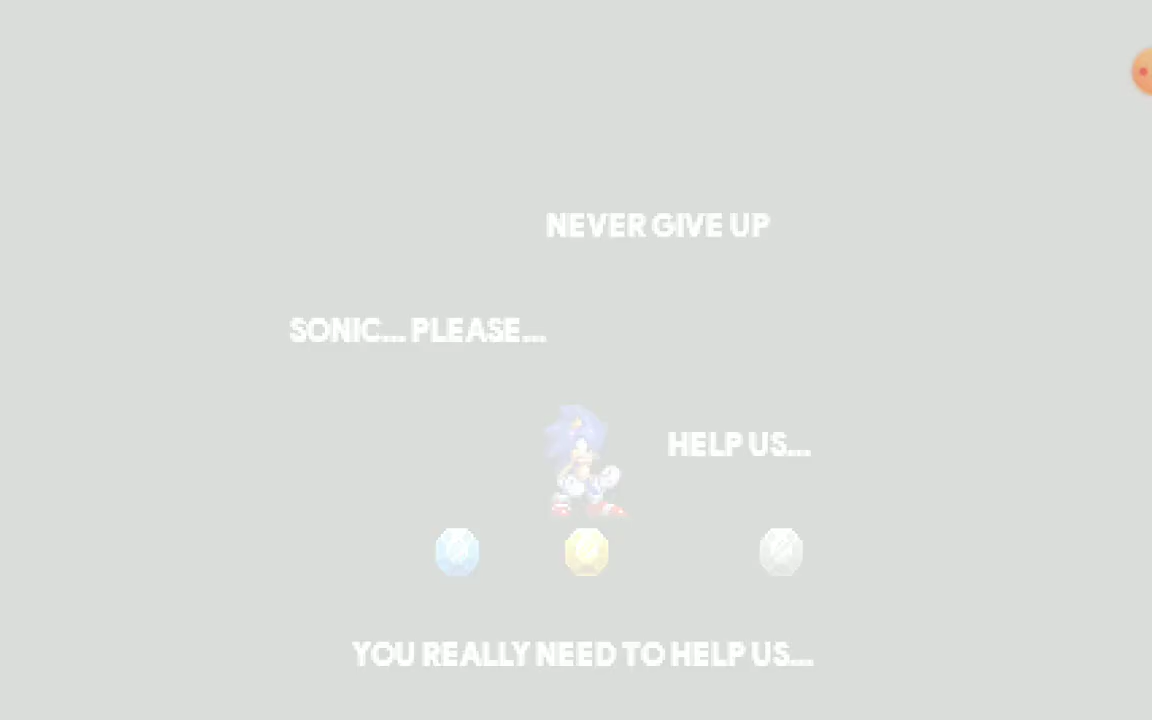 NEVER GIVE UP
SONIC... PLEASE...
HELP US...
YOU REALLY NEED TO HELP US...